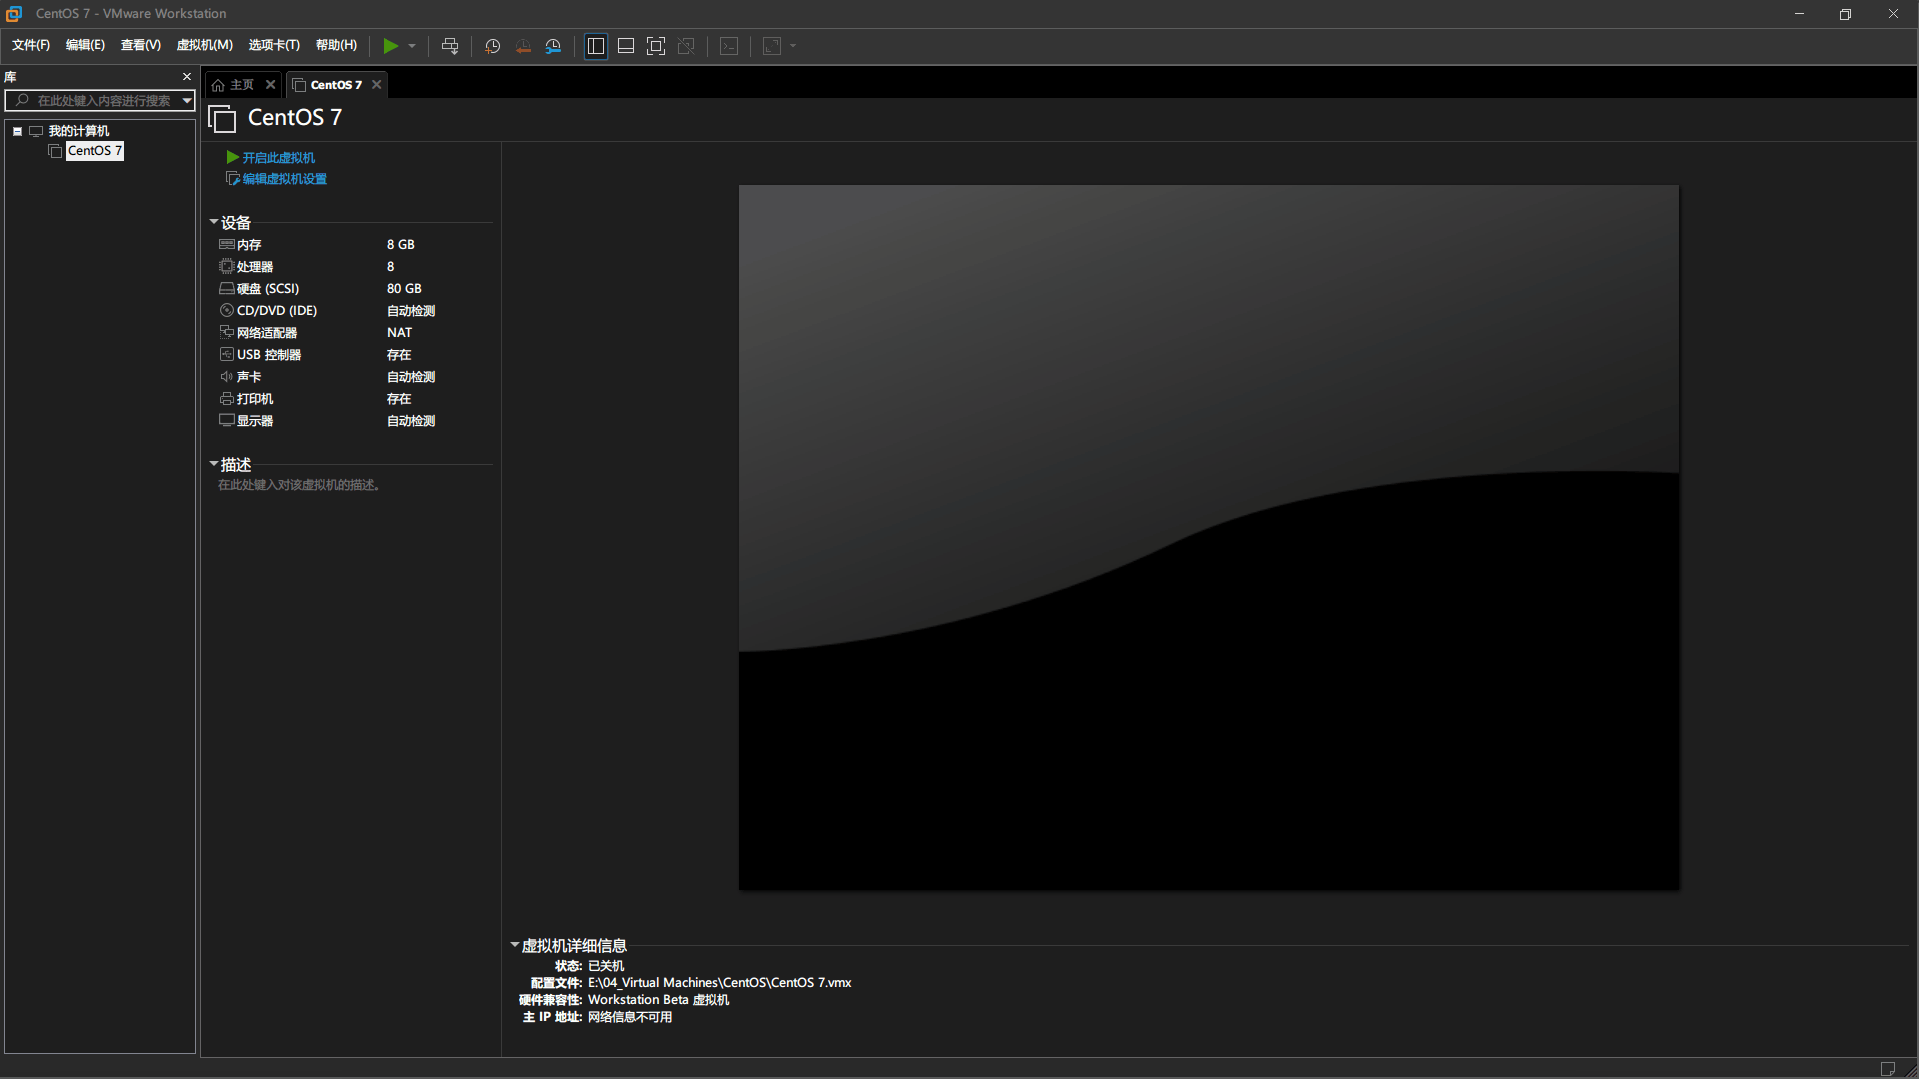 CentOS 7 - VMware Workstation
文件(F) 编辑(E) 查看(V) 虚拟机(M) 选项卡(T) 帮助(H)
库
在此处键入内容进行搜索
我的计算机
CentOS 7
主页
CentOS 7
CentOS 7
开启此虚拟机
编辑虚拟机设置
设备
内存 8 GB
处理器 8
硬盘 (SCSI) 80 GB
CD/DVD (IDE) 自动检测
网络适配器 NAT
USB 控制器 存在
声卡 自动检测
打印机 存在
显示器 自动检测
描述
在此处键入对该虚拟机的描述。
虚拟机详细信息
状态: 已关机
配置文件: E:\04_Virtual Machines\CentOS\CentOS 7.vmx
硬件兼容性: Workstation Beta 虚拟机
主 IP 地址: 网络信息不可用